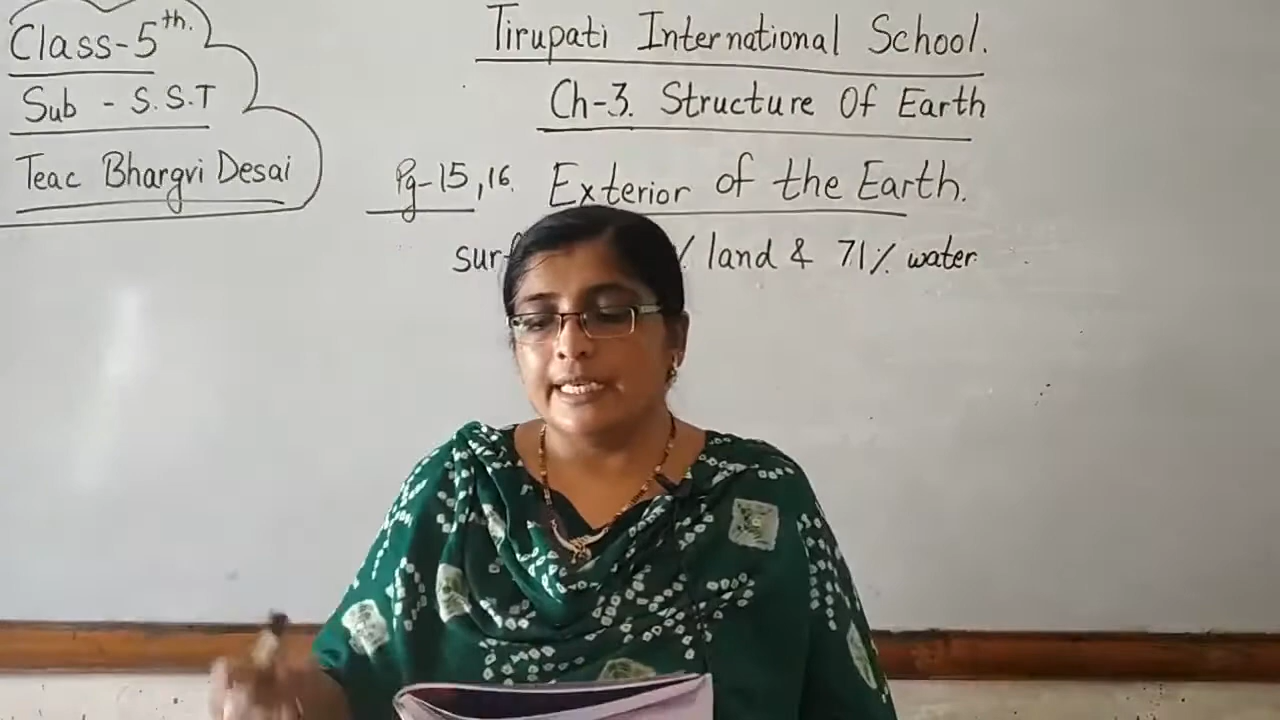 Class-5th.
Sub - S.S.T
Teac Bhargvi Desai
Tirupati International School.
Ch-3. Structure Of Earth
Pg-15,16. Exterior of the Earth.
% land & 71% water